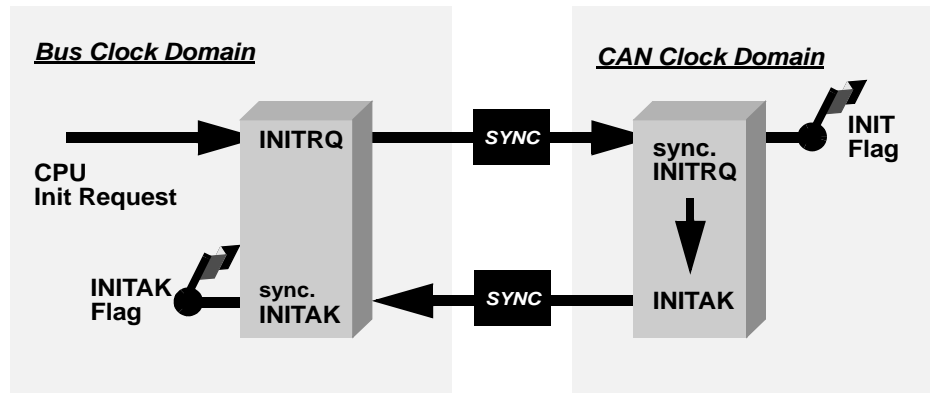 Bus Clock Domain
CAN Clock Domain
INITRQ
SYNC
sync.
INITRQ
INIT
Flag
CPU
Init Request
INITAK
Flag
sync.
INITAK
SYNC
INITAK